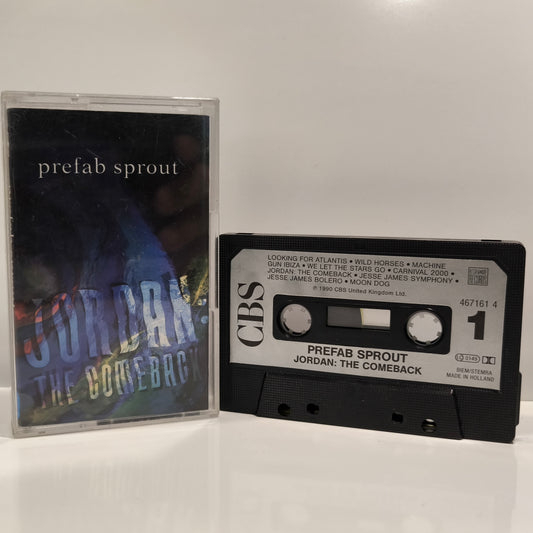 prefab sprout
JORDAN:
THE COMEBACK
LOOKING FOR ATLANTIS • WILD HORSES • MACHINE
GUN IBIZA • WE LET THE STARS GO • CARNIVAL 2000 •
JORDAN: THE COMEBACK • JESSE JAMES SYMPHONY •
JESSE JAMES BOLERO • MOON DOG
℗ 1990 CBS United Kingdom Ltd.
467161 4
CBS
1
PREFAB SPROUT
JORDAN: THE COMEBACK
BIEM/STEMRA
MADE IN HOLLAND